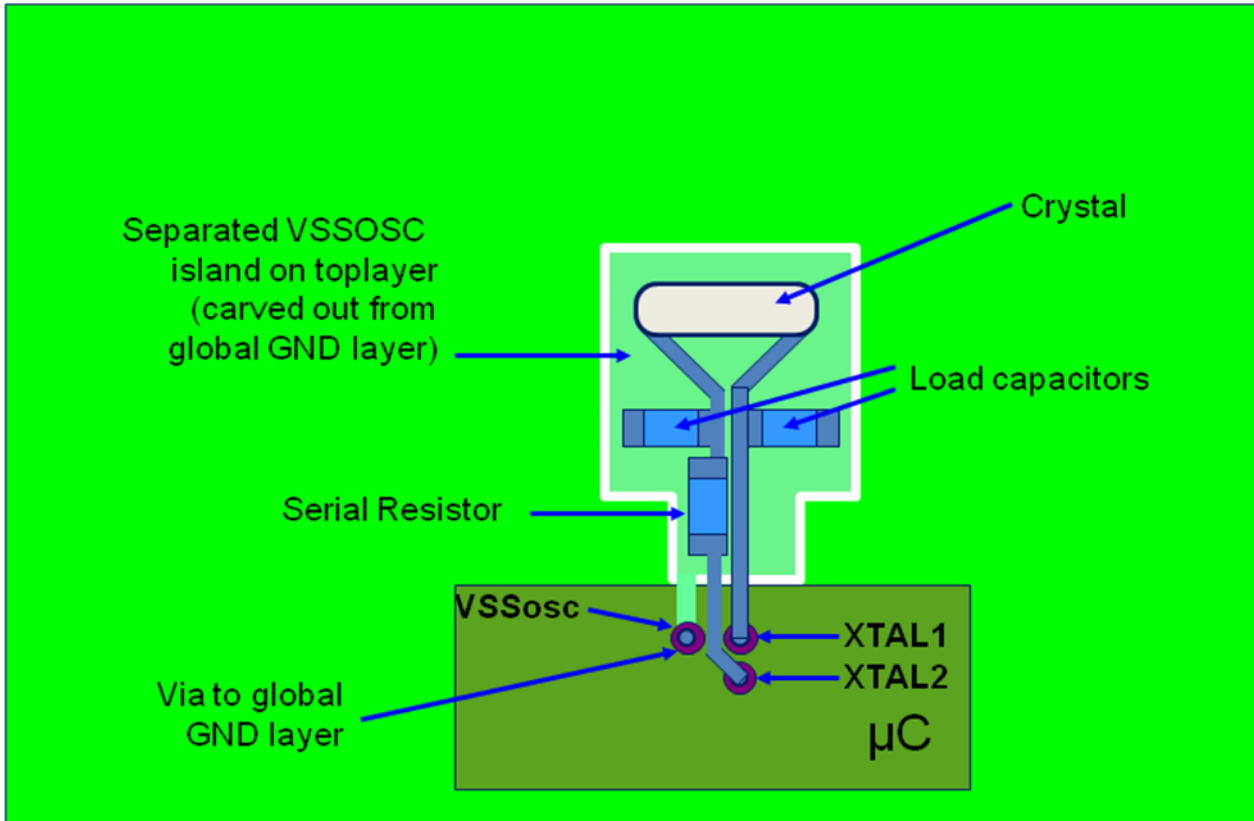 Crystal
Separated VSSOSC
island on toplayer
(carved out from
global GND layer)
Load capacitors
Serial Resistor
VSSosc
XTAL1
XTAL2
Via to global
GND layer
µC